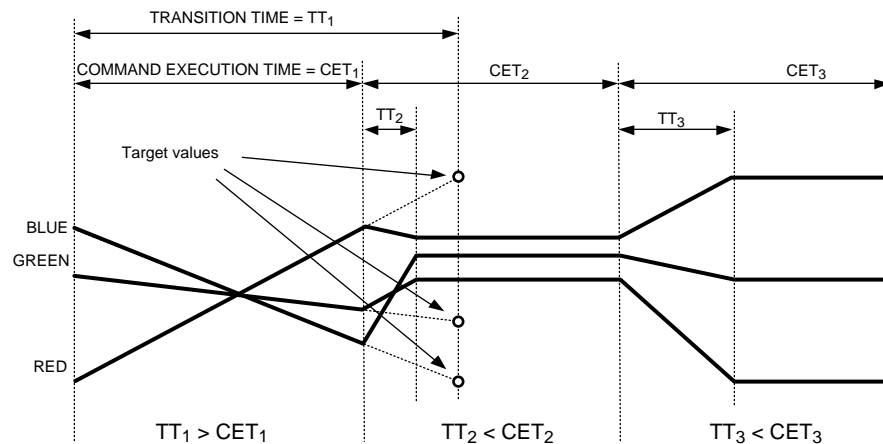 TRANSITION TIME = TT1
COMMAND EXECUTION TIME = CET1
CET2
CET3
TT2
TT3
Target values
BLUE
GREEN
RED
TT1 > CET1
TT2 < CET2
TT3 < CET3